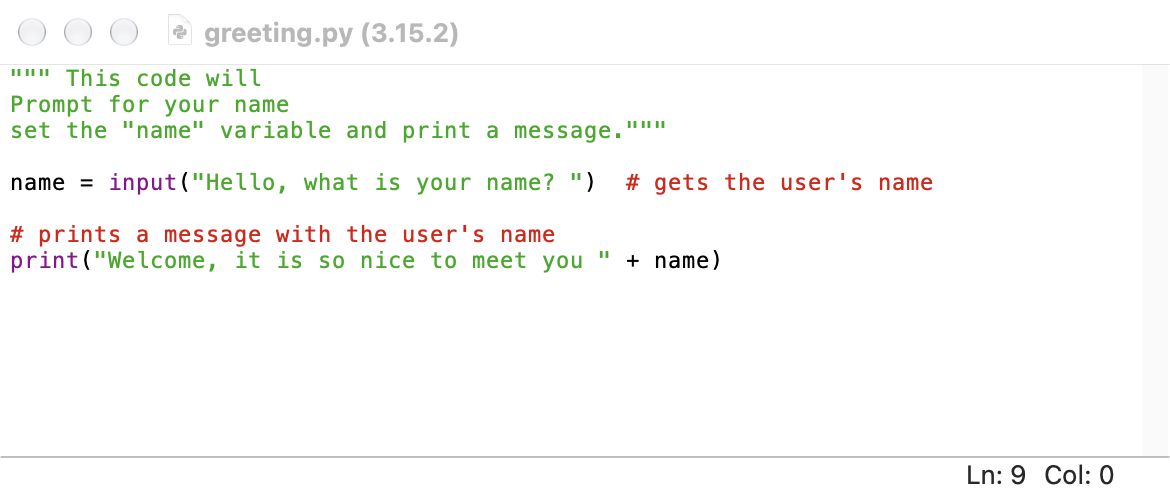 greeting.py (3.15.2)
""" This code will
Prompt for your name
set the "name" variable and print a message."""
name = input("Hello, what is your name? ")  # gets the user's name
# prints a message with the user's name
print("Welcome, it is so nice to meet you " + name)
Ln: 9 Col: 0